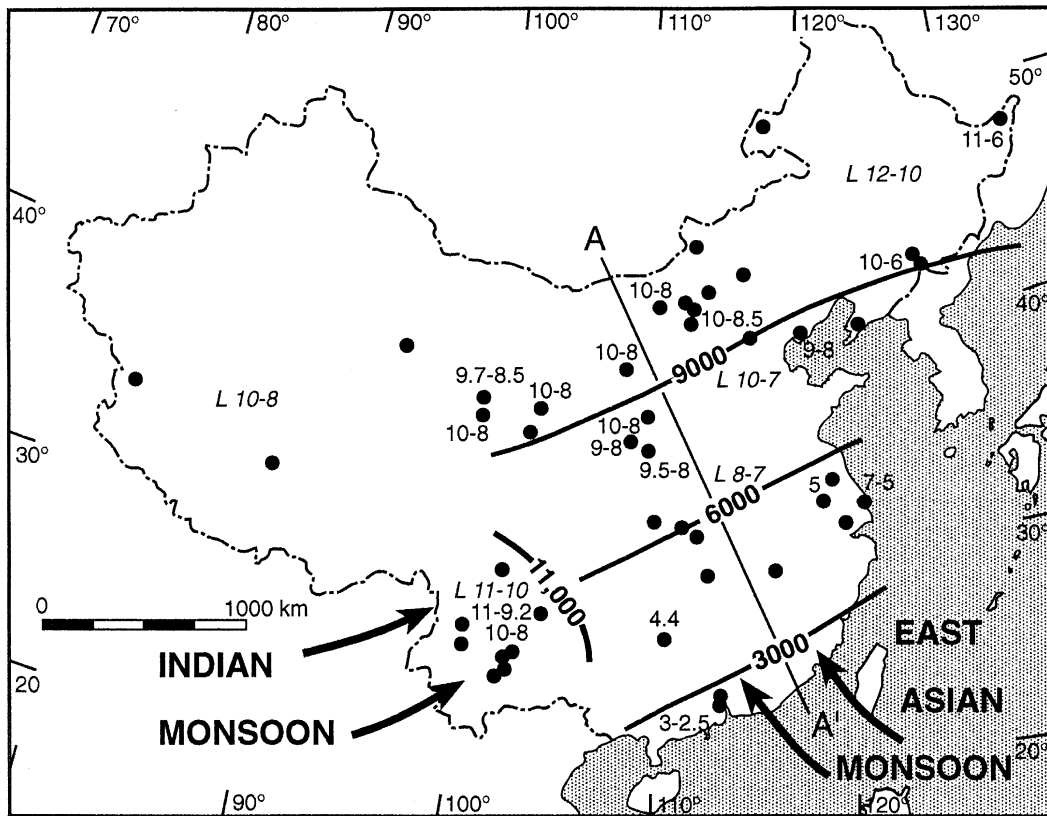 70° 80° 90° 100° 110° 120° 130°
50°
11-6
L 12-10
40°
A
10-6
10-8
40°
10-8.5
10-8
9000
9-8
9.7-8.5
10-8
L 10-7
L 10-8
10-8
10-8
30°
9-8
9.5-8
L 8-7
5
7-5
6000
30°
11,000
L 11-10
0
1000 km
11-9.2
4.4
10-8
EAST
3000
INDIAN
20
ASIAN
A'
3-2.5
MONSOON
20°
MONSOON
90° 100° 110° 120°